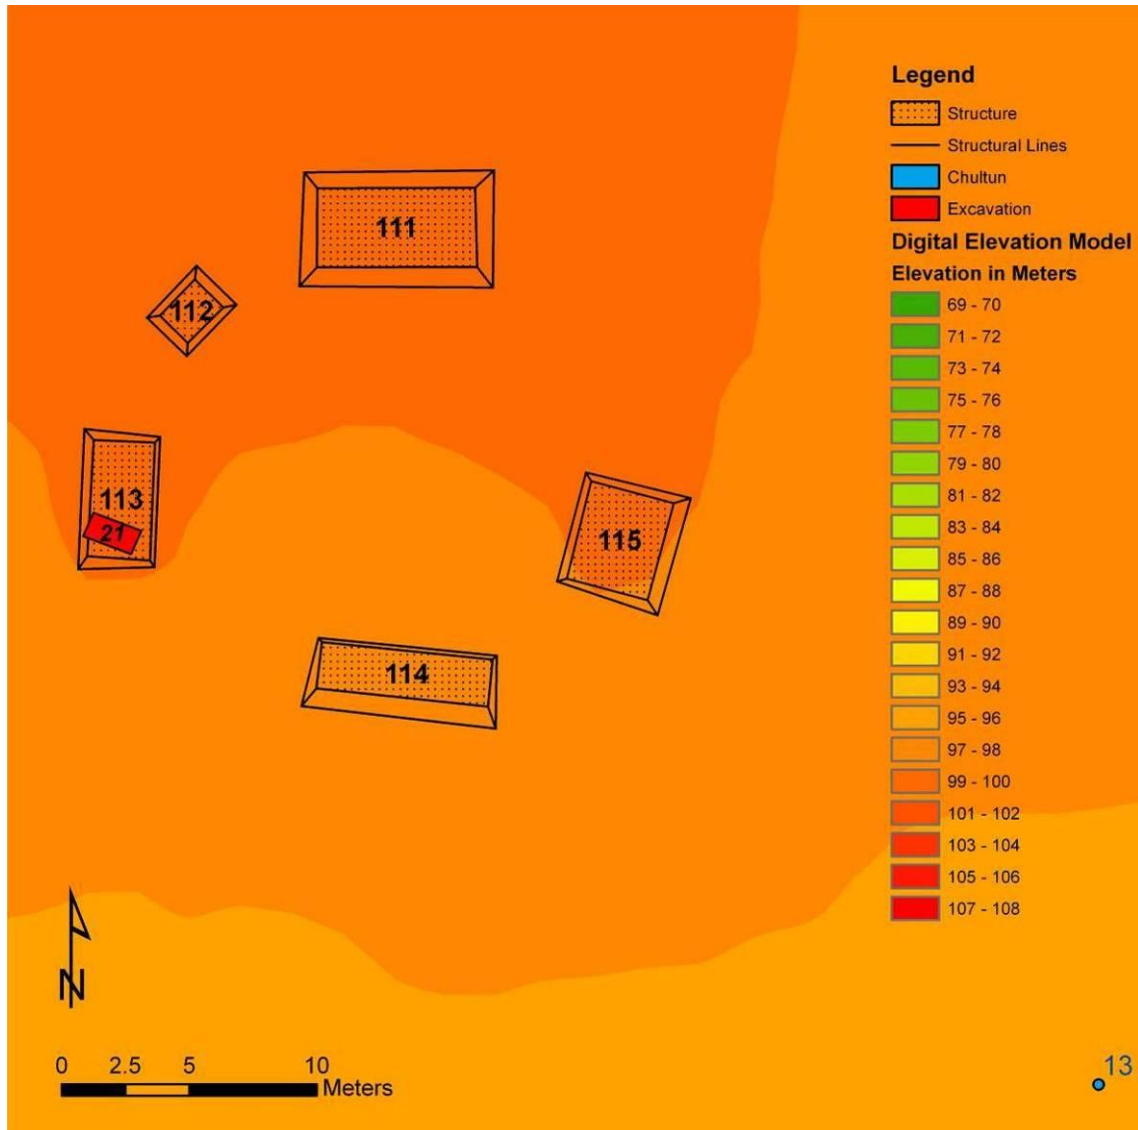 Legend
Structure
Structural Lines
Chultun
Excavation
Digital Elevation Model
Elevation in Meters
69 - 70
71 - 72
73 - 74
75 - 76
77 - 78
79 - 80
81 - 82
83 - 84
85 - 86
87 - 88
89 - 90
91 - 92
93 - 94
95 - 96
97 - 98
99 - 100
101 - 102
103 - 104
105 - 106
107 - 108
111
112
113
21
115
114
N
0 2.5 5 10
Meters
13